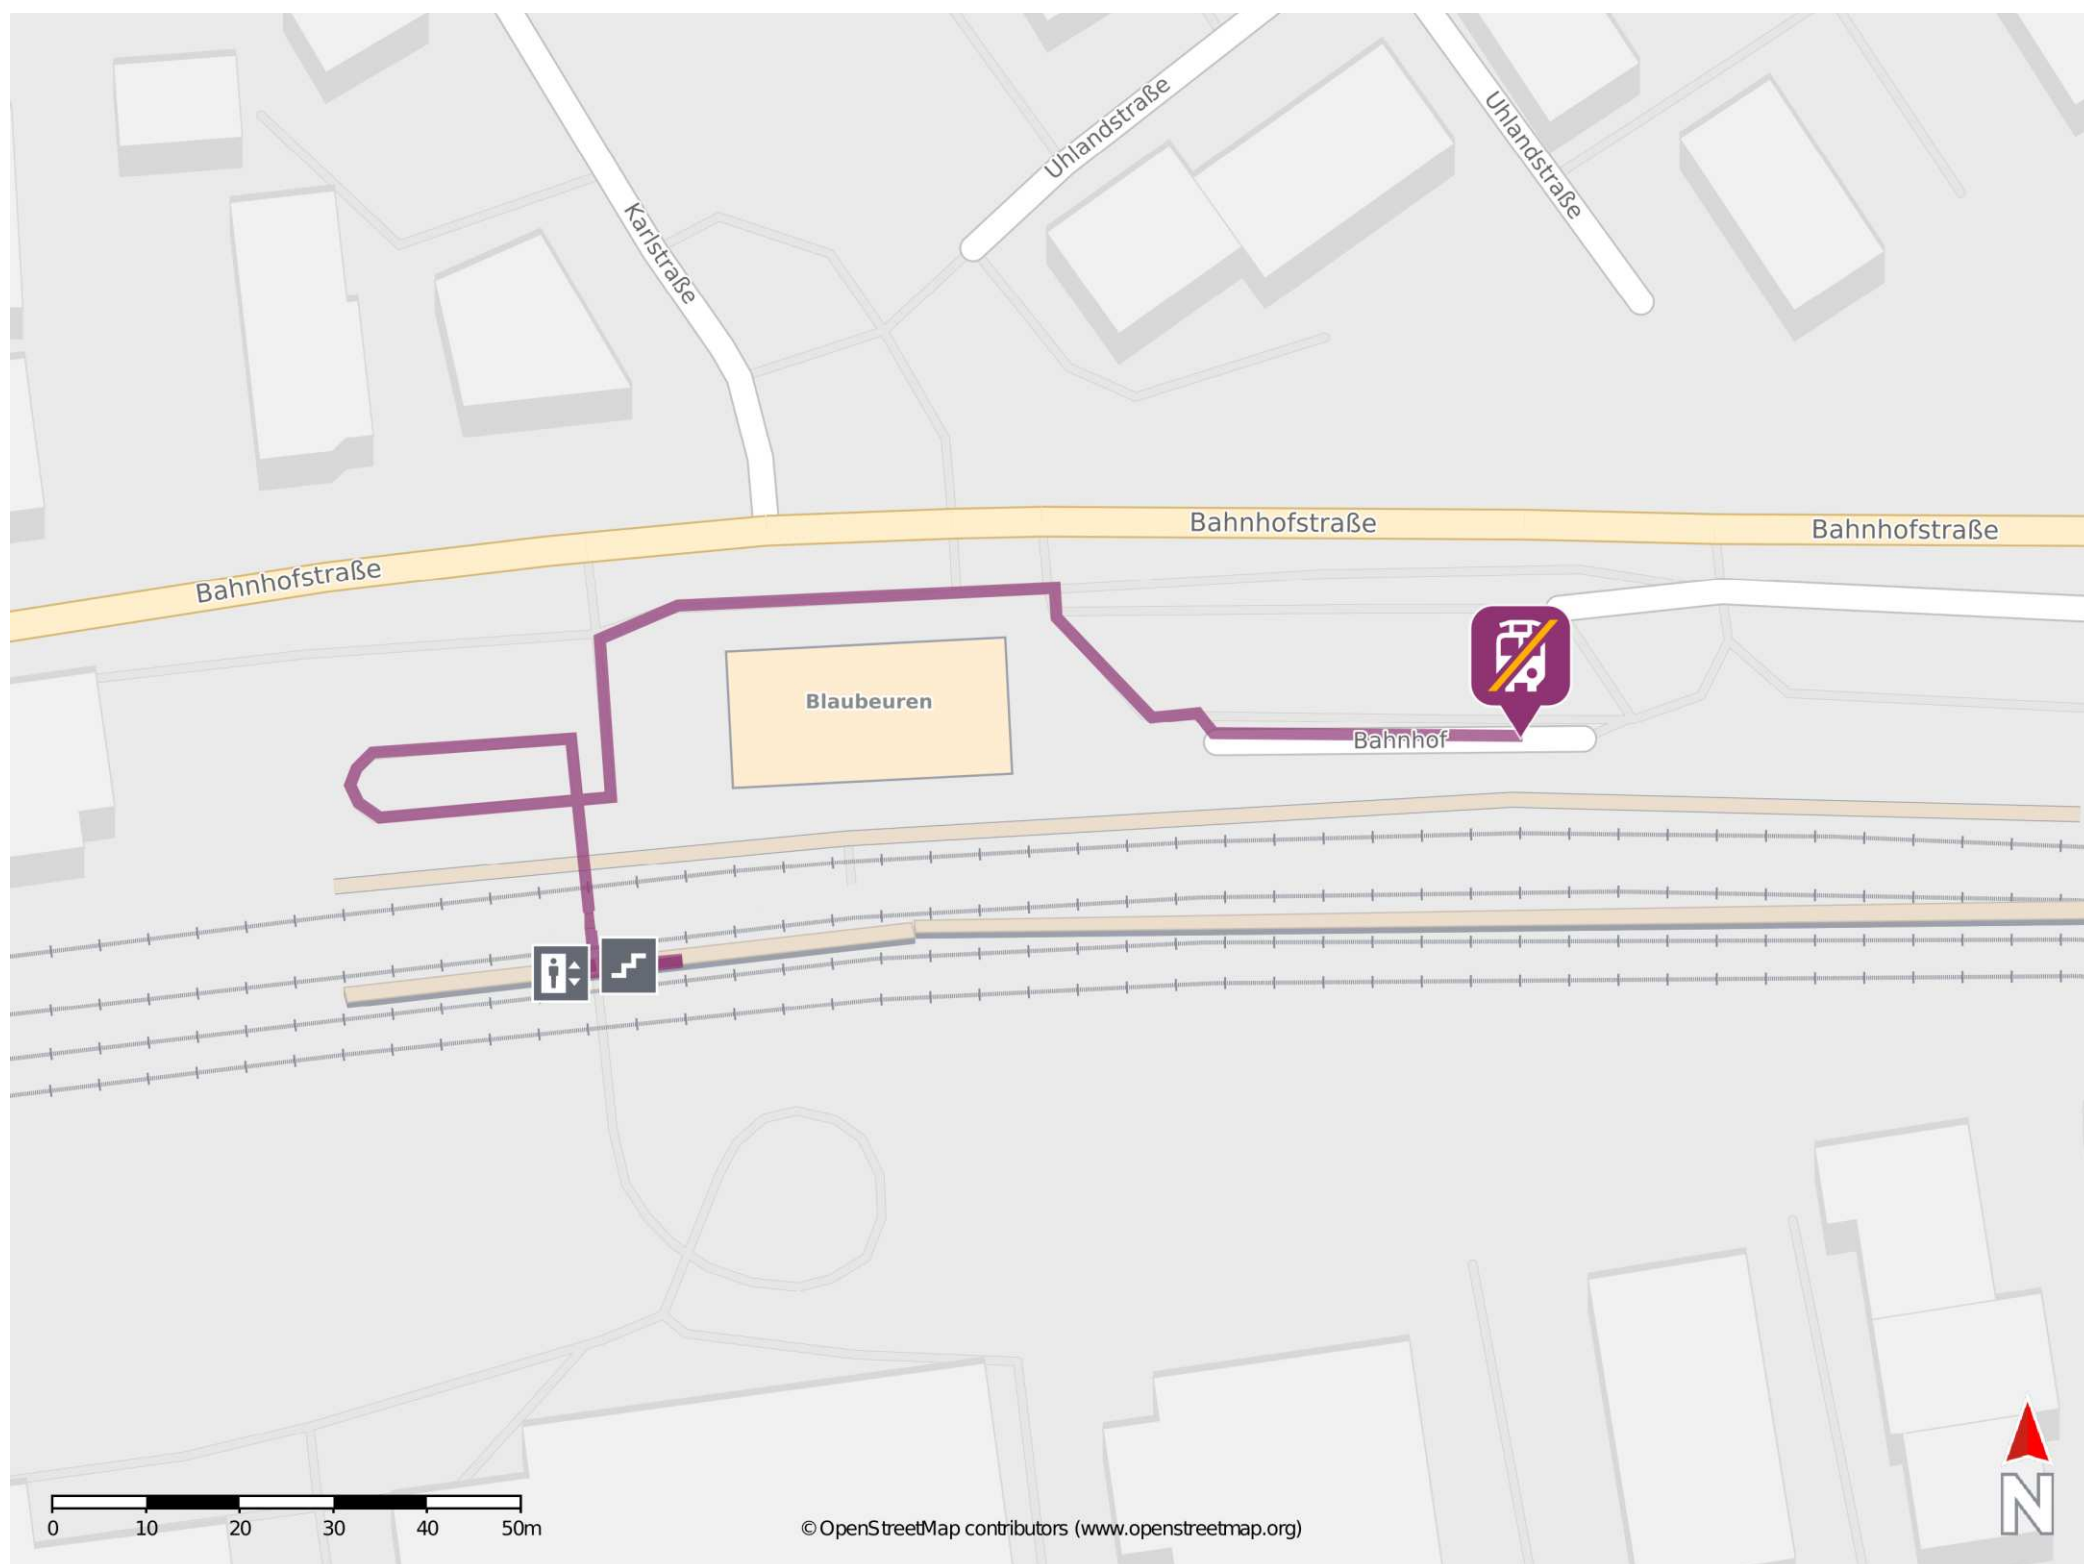 Uhlandstraße
Uhlandstraße
Karlstraße
Bahnhofstraße
Bahnhofstraße
Bahnhofstraße
Blaubeuren
Bahnhof
N
0 10 20 30 40 50m
© OpenStreetMap contributors (www.openstreetmap.org)